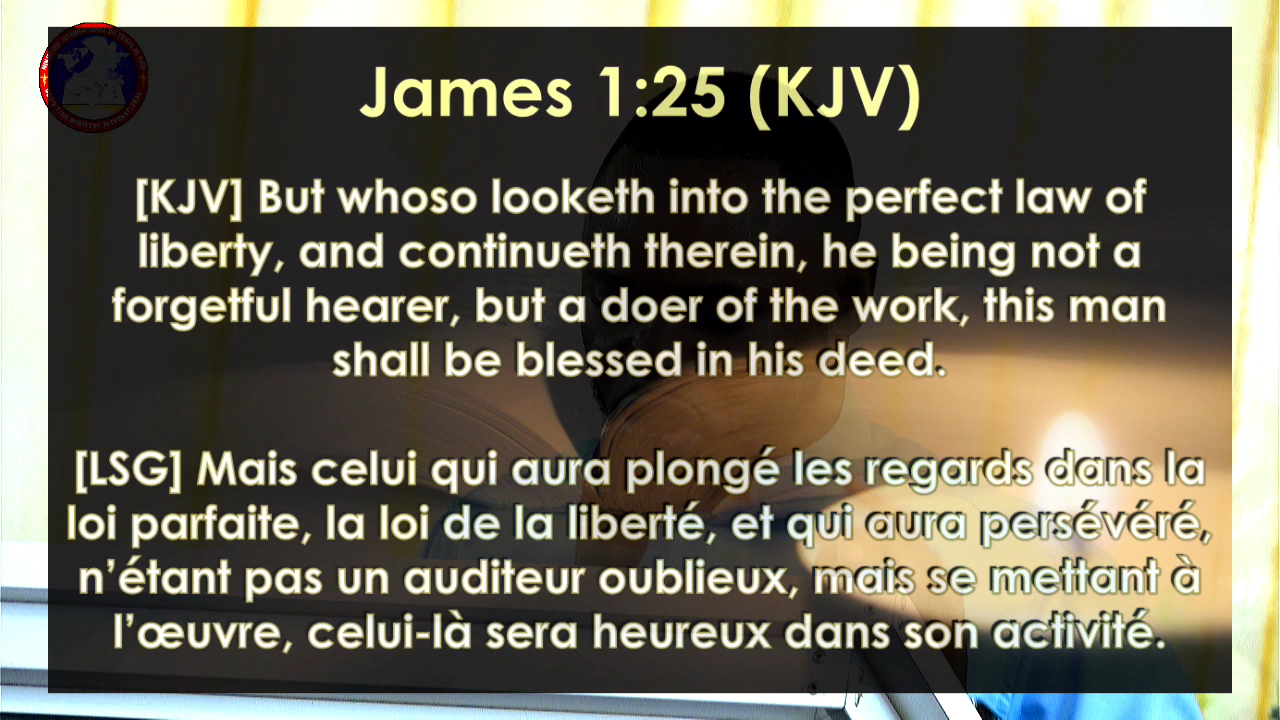 James 1:25 (KJV)
[KJV] But whoso looketh into the perfect law of
liberty, and continueth therein, he being not a
forgetful hearer, but a doer of the work, this man
shall be blessed in his deed.
[LSG] Mais celui qui aura plongé les regards dans la
loi parfaite, la loi de la liberté, et qui aura persévéré,
n’étant pas un auditeur oublieux, mais se mettant à
l’œuvre, celui-là sera heureux dans son activité.